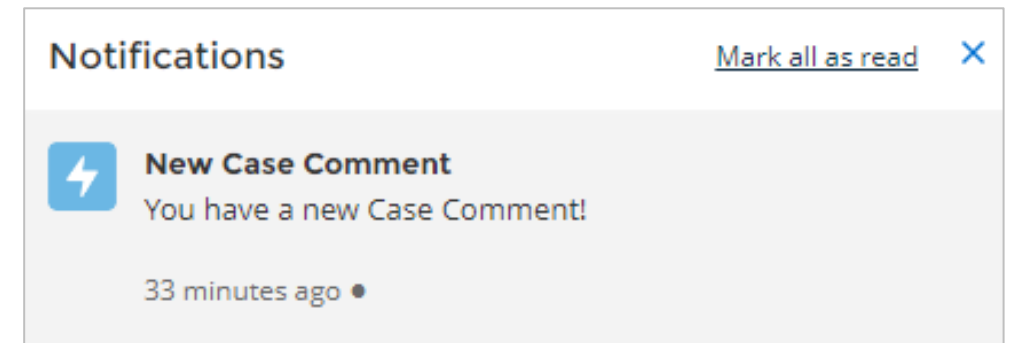 Notifications Mark all as read
New Case Comment
You have a new Case Comment!
33 minutes ago